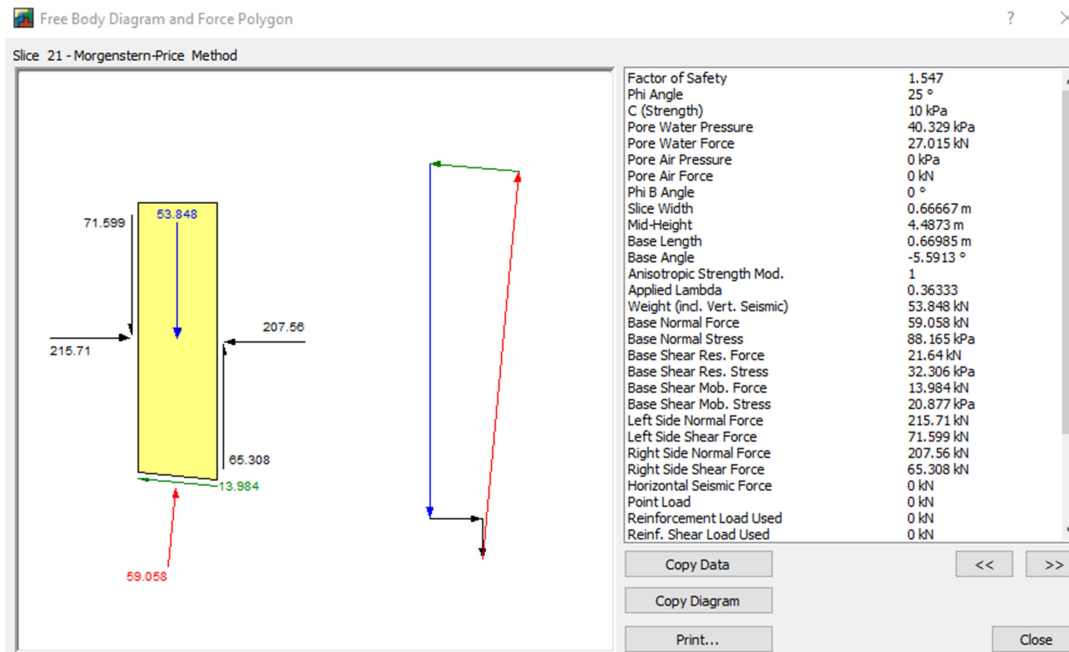 Free Body Diagram and Force Polygon
?
Slice 21 - Morgenstern-Price Method
53.848
71.599
207.56
215.71
65.308
13.984
59.058
Factor of Safety 1.547
Phi Angle 25 °
C (Strength) 10 kPa
Pore Water Pressure 40.329 kPa
Pore Water Force 27.015 kN
Pore Air Pressure 0 kPa
Pore Air Force 0 kN
Phi B Angle 0 °
Slice Width 0.66667 m
Mid-Height 4.4873 m
Base Length 0.66985 m
Base Angle -5.5913 °
Anisotropic Strength Mod. 1
Applied Lambda 0.36333
Weight (incl. Vert. Seismic) 53.848 kN
Base Normal Force 59.058 kN
Base Normal Stress 88.165 kPa
Base Shear Res. Force 21.64 kN
Base Shear Res. Stress 32.306 kPa
Base Shear Mob. Force 13.984 kN
Base Shear Mob. Stress 20.877 kPa
Left Side Normal Force 215.71 kN
Left Side Shear Force 71.599 kN
Right Side Normal Force 207.56 kN
Right Side Shear Force 65.308 kN
Horizontal Seismic Force 0 kN
Point Load 0 kN
Reinforcement Load Used 0 kN
Reinf. Shear Load Used 0 kN
Copy Data << >>
Copy Diagram
Print... Close